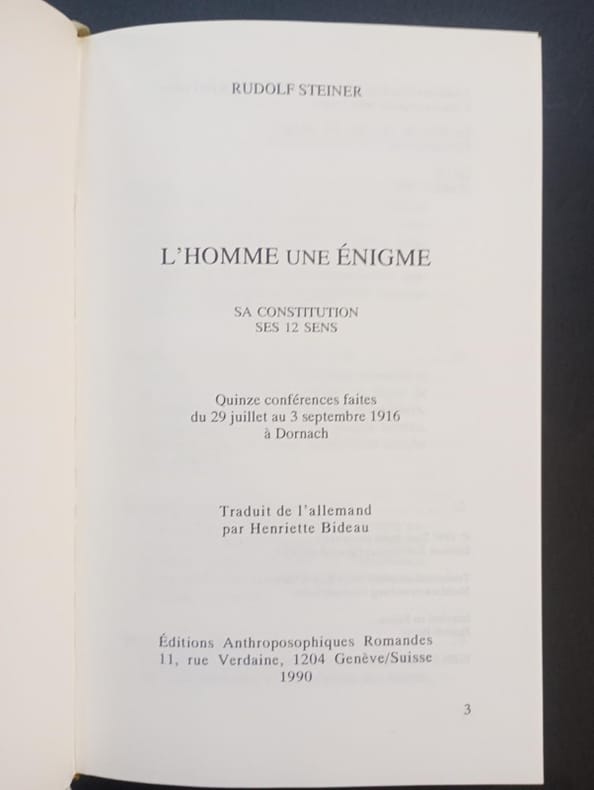 RUDOLF STEINER
L'HOMME UNE ÉNIGME
SA CONSTITUTION
SES 12 SENS
Quinze conférences faites
du 29 juillet au 3 septembre 1916
à Dornach
Traduit de l'allemand
par Henriette Bideau
Éditions Anthroposophiques Romandes
11, rue Verdaine, 1204 Genève/Suisse
1990
3